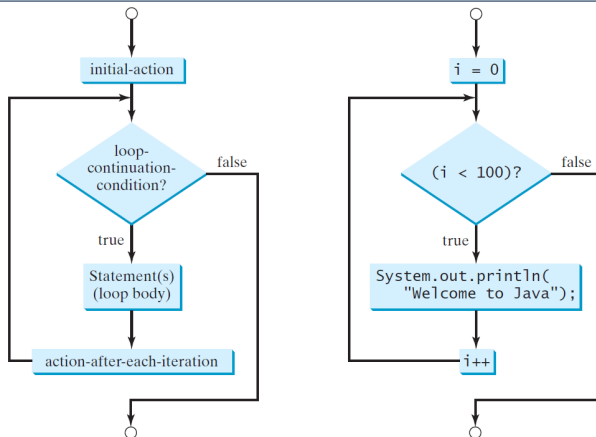 initial-action
loop-
continuation-
condition?
false
true
Statement(s)
(loop body)
action-after-each-iteration
i = 0
(i < 100)?
false
true
System.out.println(
"Welcome to Java");
i++